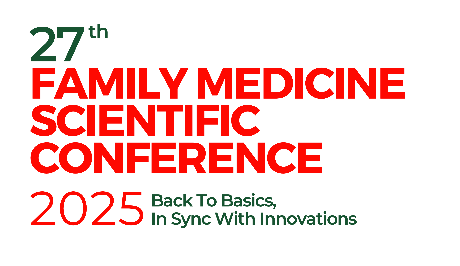 27th
FAMILY MEDICINE
SCIENTIFIC
CONFERENCE
2025 Back To Basics,
In Sync With Innovations